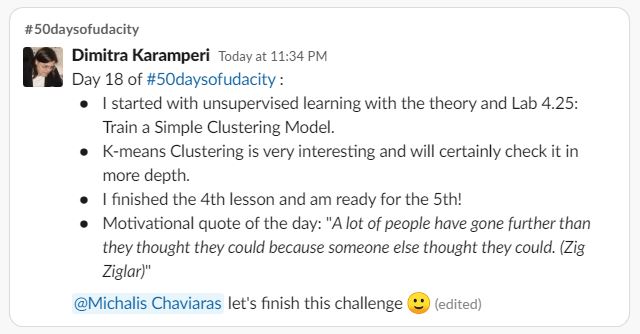 #50daysofudacity
Dimitra Karamperi Today at 11:34 PM
Day 18 of #50daysofudacity :
● I started with unsupervised learning with the theory and Lab 4.25:
Train a Simple Clustering Model.
● K-means Clustering is very interesting and will certainly check it in
more depth.
● I finished the 4th lesson and am ready for the 5th!
● Motivational quote of the day: "A lot of people have gone further than
they thought they could because someone else thought they could. (Zig
Ziglar)"
@Michalis Chaviaras let's finish this challenge 🙂 (edited)